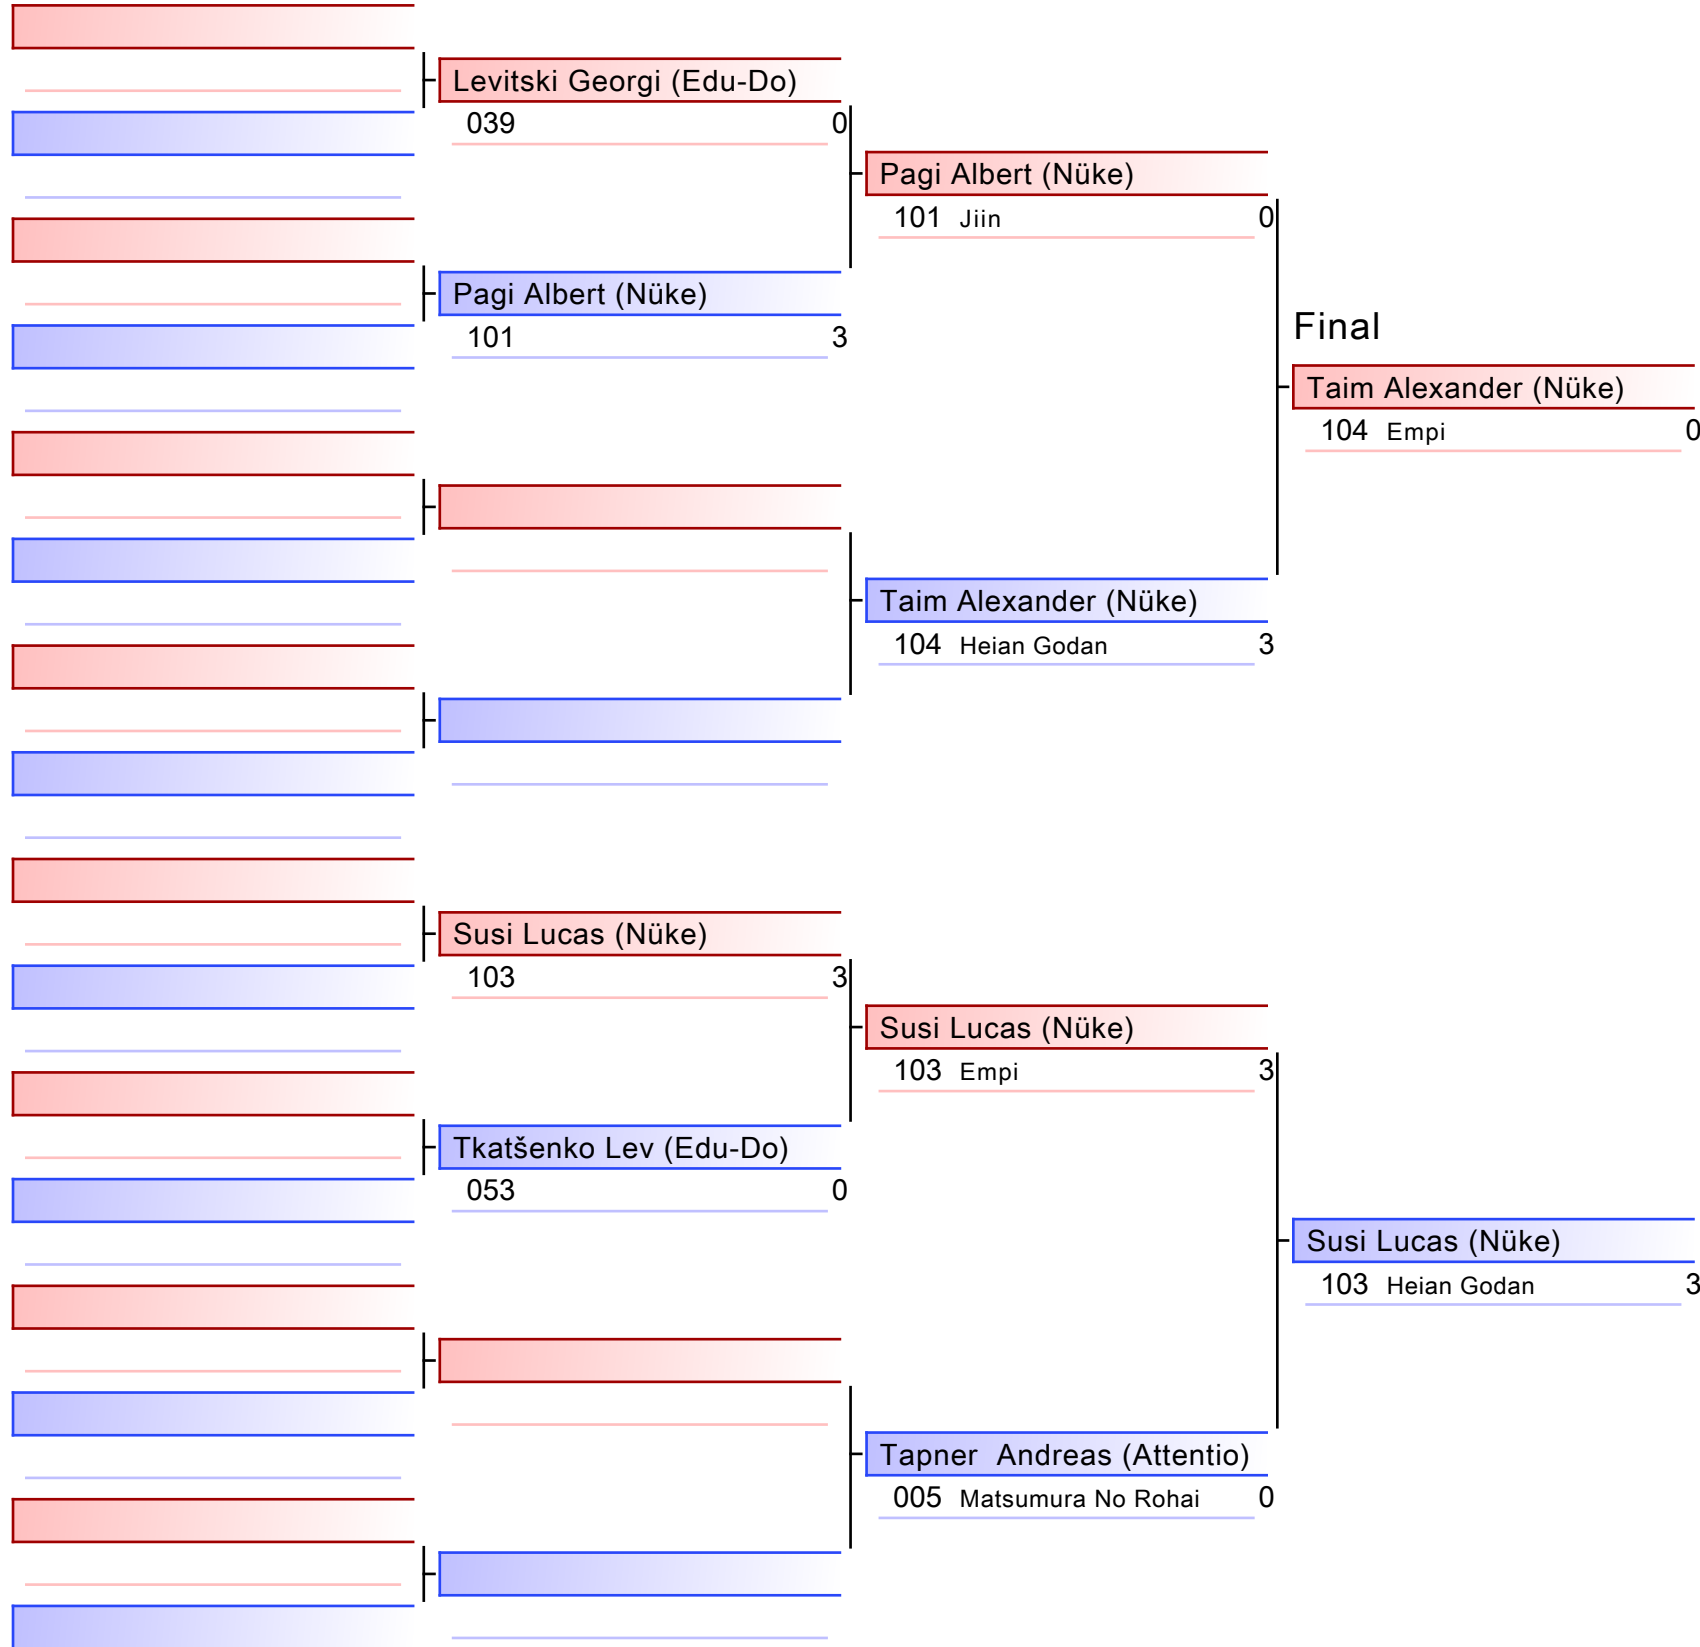 Levitski Georgi (Edu-Do)
039 0
Pagi Albert (Nüke)
101 3
Susi Lucas (Nüke)
103 3
Tkatšenko Lev (Edu-Do)
053 0
Pagi Albert (Nüke)
101 Jiin 0
Taim Alexander (Nüke)
104 Heian Godan 3
Susi Lucas (Nüke)
103 Empi 3
Tapner  Andreas (Attentio)
005 Matsumura No Rohai 0
Final
Taim Alexander (Nüke)
104 Empi 0
Susi Lucas (Nüke)
103 Heian Godan 3